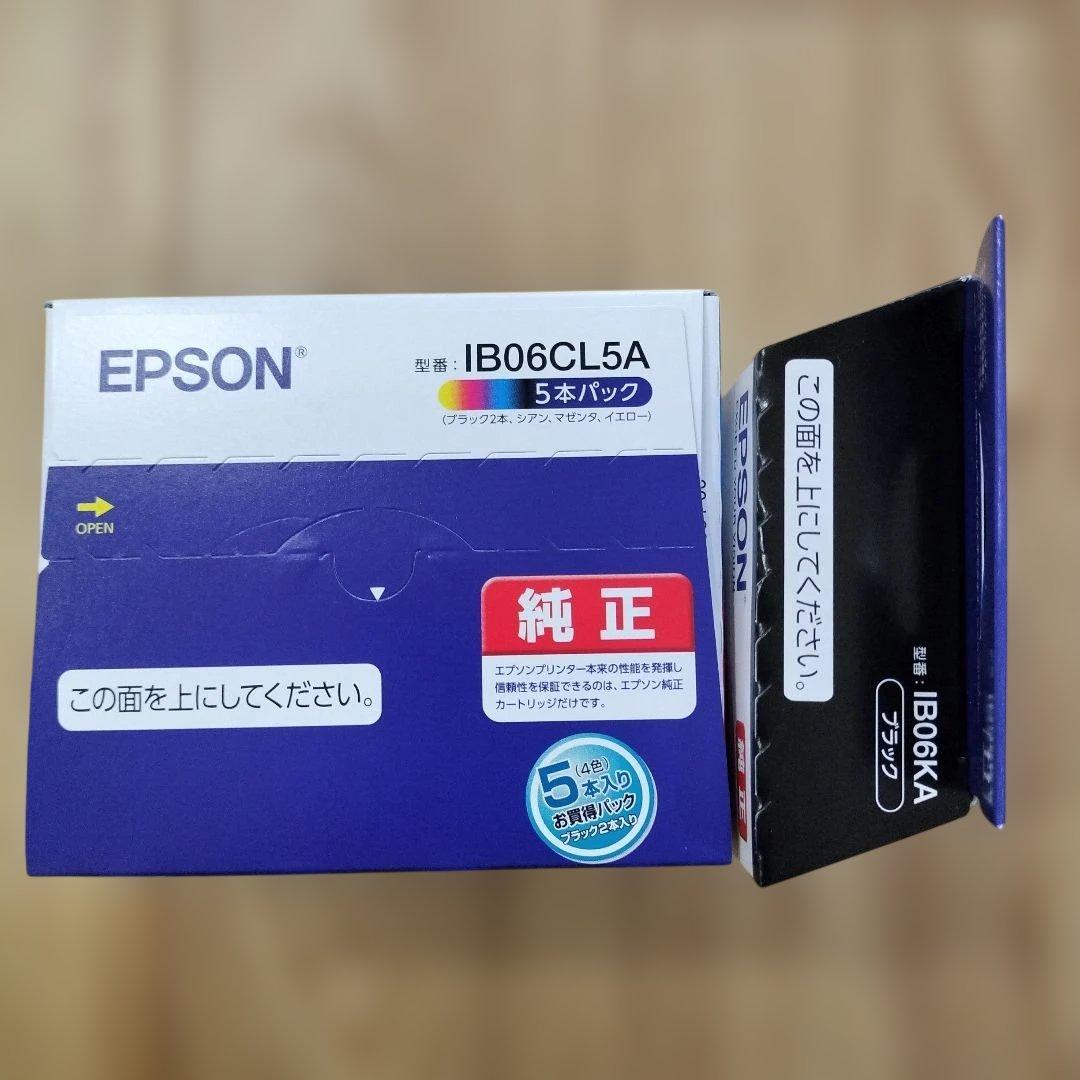 EPSON®
型番：IB06CL5A
5本パック
(ブラック2本、シアン、マゼンタ、イエロー)
OPEN
純正
エプソンプリンター本来の性能を発揮し
信頼性を保証できるのは、エプソン純正
カートリッジだけです。
この面を上にしてください。
5(4色)
本入り
お買得パック
ブラック2本入り
EPSON
純正
この面を上にしてください。
型番：IB06KA
ブラック